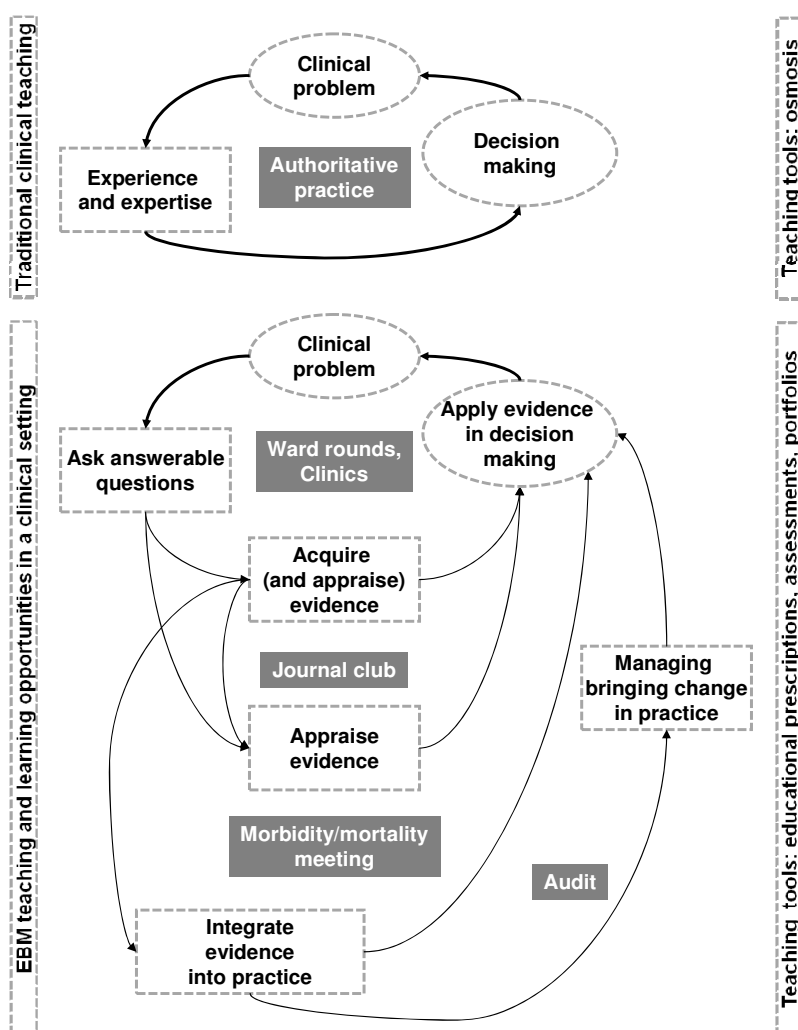 Traditional clinical teaching
Clinical
problem
Experience
and expertise
Authoritative
practice
Decision
making
Teaching tools: osmosis
EBM teaching and learning opportunities in a clinical setting
Clinical
problem
Ask answerable
questions
Ward rounds,
Clinics
Apply evidence
in decision
making
Acquire
(and appraise)
evidence
Journal club
Appraise
evidence
Managing
bringing change
in practice
Morbidity/mortality
meeting
Audit
Integrate
evidence
into practice
Teaching tools: educational prescriptions, assessments, portfolios